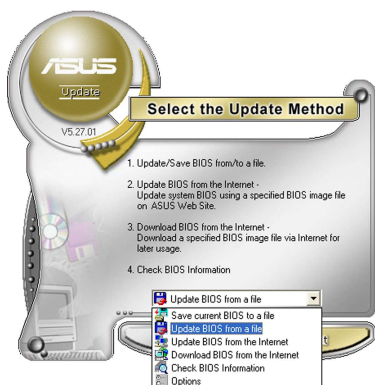 ASUS
Update
V5.27.01
Select the Update Method
1. Update/Save BIOS from/to a file.
2. Update BIOS from the Internet -
Update system BIOS using a specified BIOS image file
on ASUS Web Site.
3. Download BIOS from the Internet -
Download a specified BIOS image file via Internet for
later usage.
4. Check BIOS Information
Update BIOS from a file
Save current BIOS to a file
Update BIOS from a file
Update BIOS from the Internet
Download BIOS from the Internet
Check BIOS Information
Options